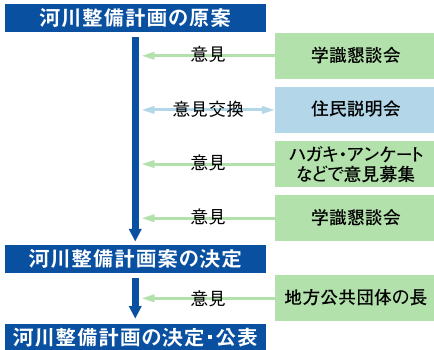 河川整備計画の原案
意見
学識懇談会
意見交換
住民説明会
意見
ハガキ・アンケート
などで意見募集
意見
学識懇談会
河川整備計画案の決定
意見
地方公共団体の長
河川整備計画の決定・公表